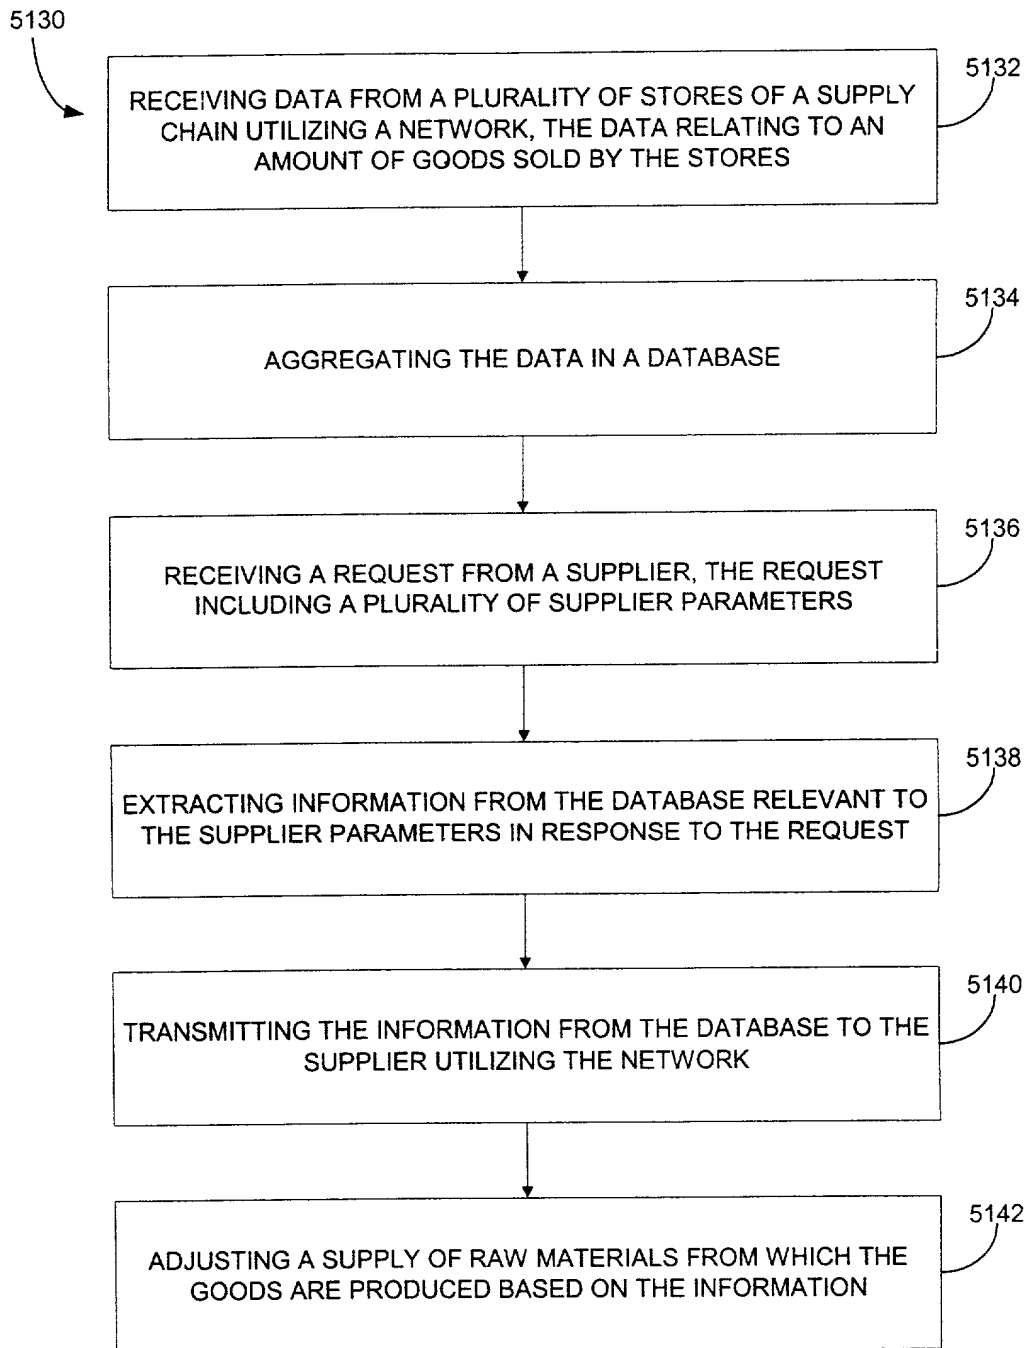 5130
5132
RECEIVING DATA FROM A PLURALITY OF STORES OF A SUPPLY
CHAIN UTILIZING A NETWORK, THE DATA RELATING TO AN
AMOUNT OF GOODS SOLD BY THE STORES
5134
AGGREGATING THE DATA IN A DATABASE
5136
RECEIVING A REQUEST FROM A SUPPLIER, THE REQUEST
INCLUDING A PLURALITY OF SUPPLIER PARAMETERS
5138
EXTRACTING INFORMATION FROM THE DATABASE RELEVANT TO
THE SUPPLIER PARAMETERS IN RESPONSE TO THE REQUEST
5140
TRANSMITTING THE INFORMATION FROM THE DATABASE TO THE
SUPPLIER UTILIZING THE NETWORK
5142
ADJUSTING A SUPPLY OF RAW MATERIALS FROM WHICH THE
GOODS ARE PRODUCED BASED ON THE INFORMATION